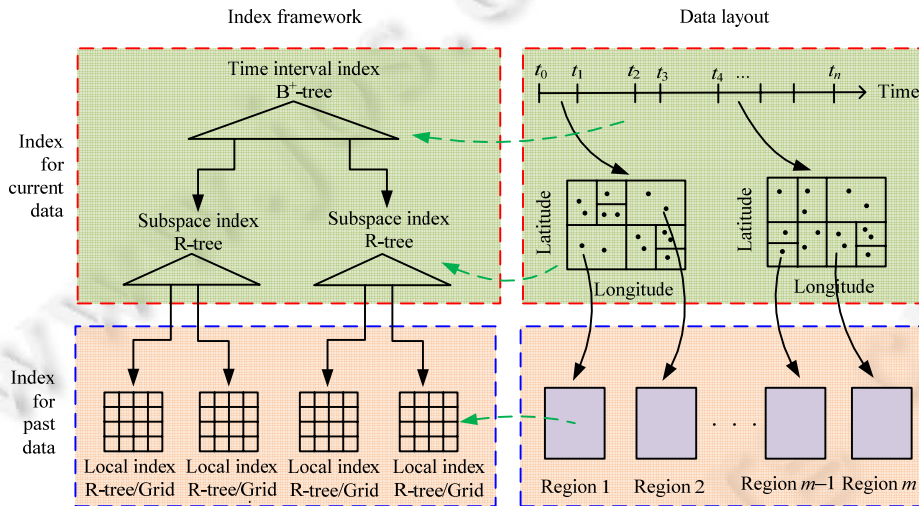 Index framework
Data layout
Time interval index
B+-tree
t0
t1
t2
t3
t4
...
tn
Time
Index
for
current
data
Subspace index
R-tree
Subspace index
R-tree
Latitude
Longitude
Latitude
Longitude
Index
for
past
data
Local index
R-tree/Grid
Local index
R-tree/Grid
Local index
R-tree/Grid
Local index
R-tree/Grid
. . .
Region 1
Region 2
Region m–1
Region m